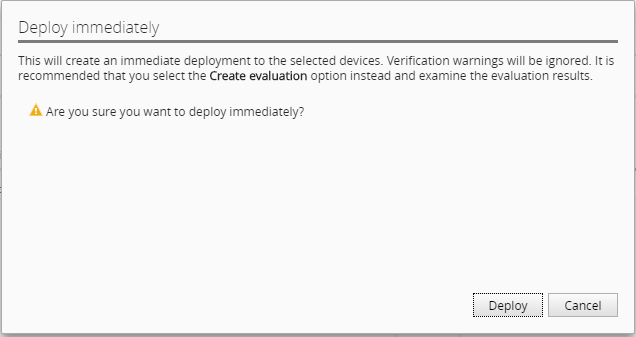 Deploy immediately
This will create an immediate deployment to the selected devices. Verification warnings will be ignored. It is
recommended that you select the Create evaluation option instead and examine the evaluation results.
Are you sure you want to deploy immediately?
Deploy Cancel